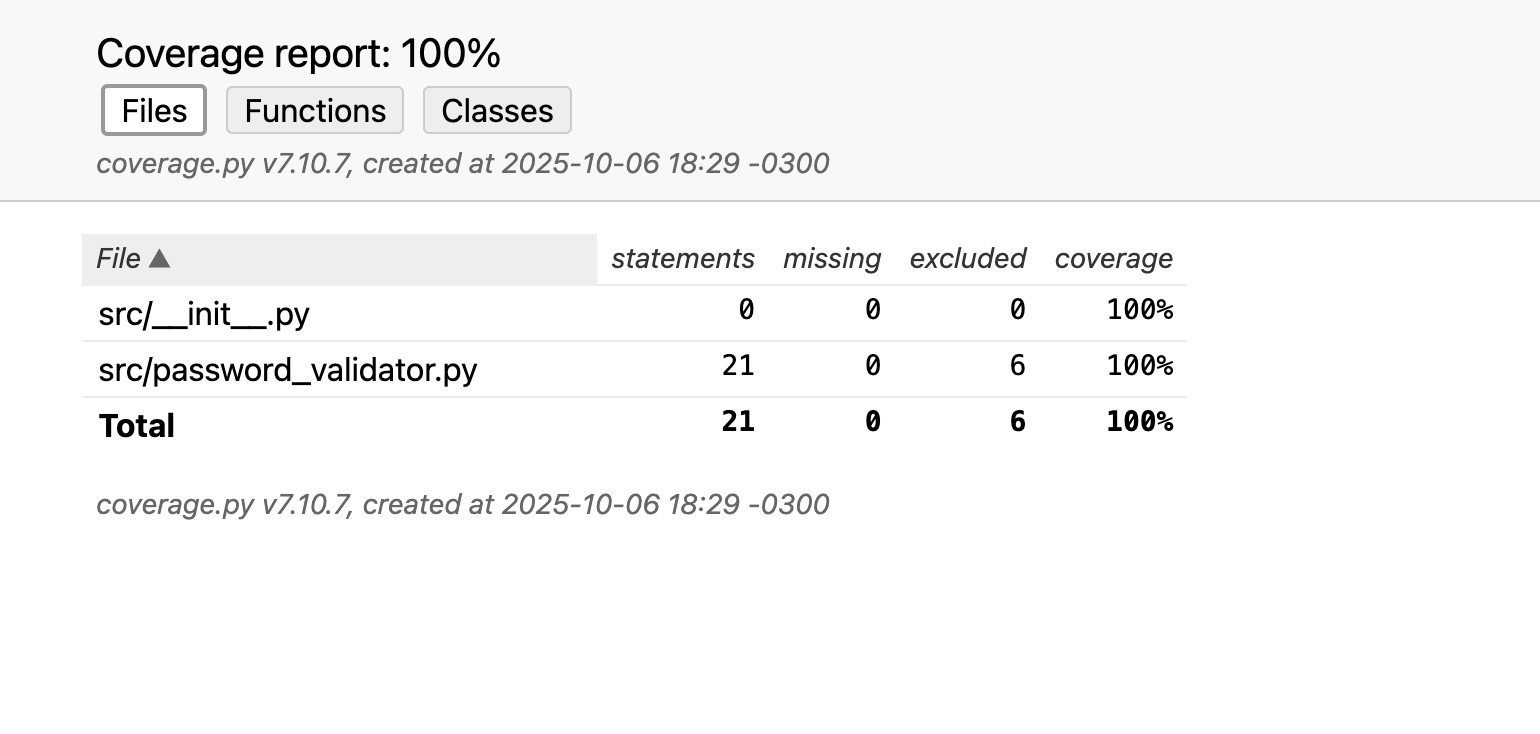 Coverage report: 100%
Files Functions Classes
coverage.py v7.10.7, created at 2025-10-06 18:29 -0300
File ▲ statements missing excluded coverage
src/__init__.py 0 0 0 100%
src/password_validator.py 21 0 6 100%
Total 21 0 6 100%
coverage.py v7.10.7, created at 2025-10-06 18:29 -0300